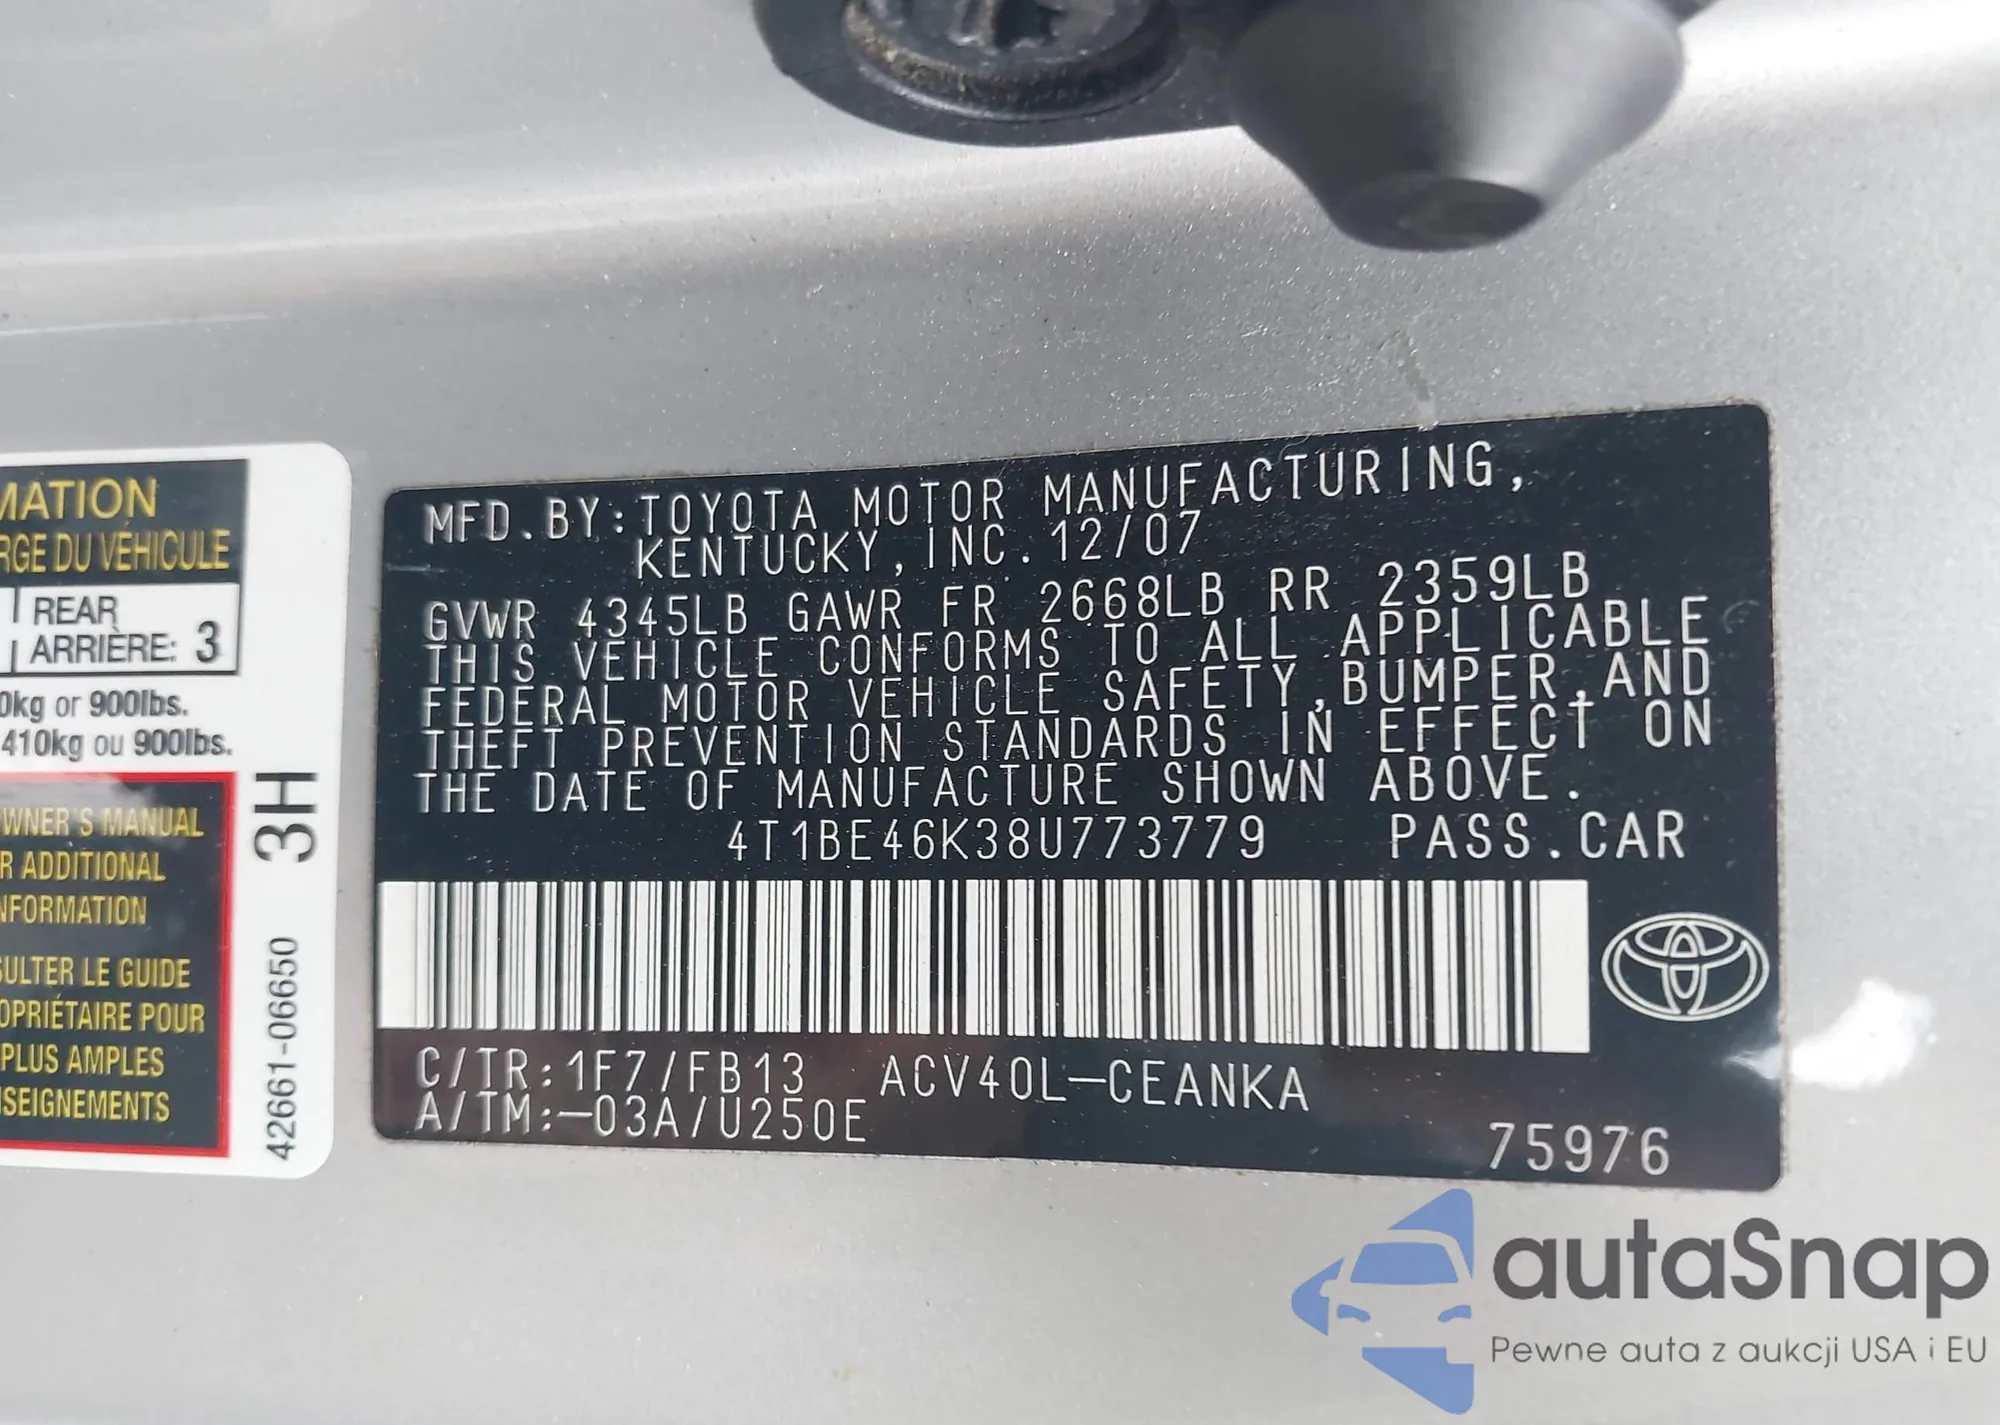 MATION
RGE DU VÉHICULE
REAR
ARRIÈRE: 3
0kg or 900lbs.
410kg ou 900lbs.
WNER'S MANUAL
R ADDITIONAL
NFORMATION
SULTER LE GUIDE
OPRIÉTAIRE POUR
PLUS AMPLES
NSEIGNEMENTS
3H
42661-06650
MFD.BY:TOYOTA MOTOR MANUFACTURING,
KENTUCKY,INC.12/07
GVWR 4345LB GAWR FR 2668LB RR 2359LB
THIS VEHICLE CONFORMS TO ALL APPLICABLE
FEDERAL MOTOR VEHICLE SAFETY,BUMPER,AND
THEFT PREVENTION STANDARDS IN EFFECT ON
THE DATE OF MANUFACTURE SHOWN ABOVE.
4T1BE46K38U773779 PASS.CAR
C/TR:1F7/FB13 ACV40L-CEANKA
A/TM:-03A/U250E
75976
autaSnap
Pewne auta z aukcji USA i EU